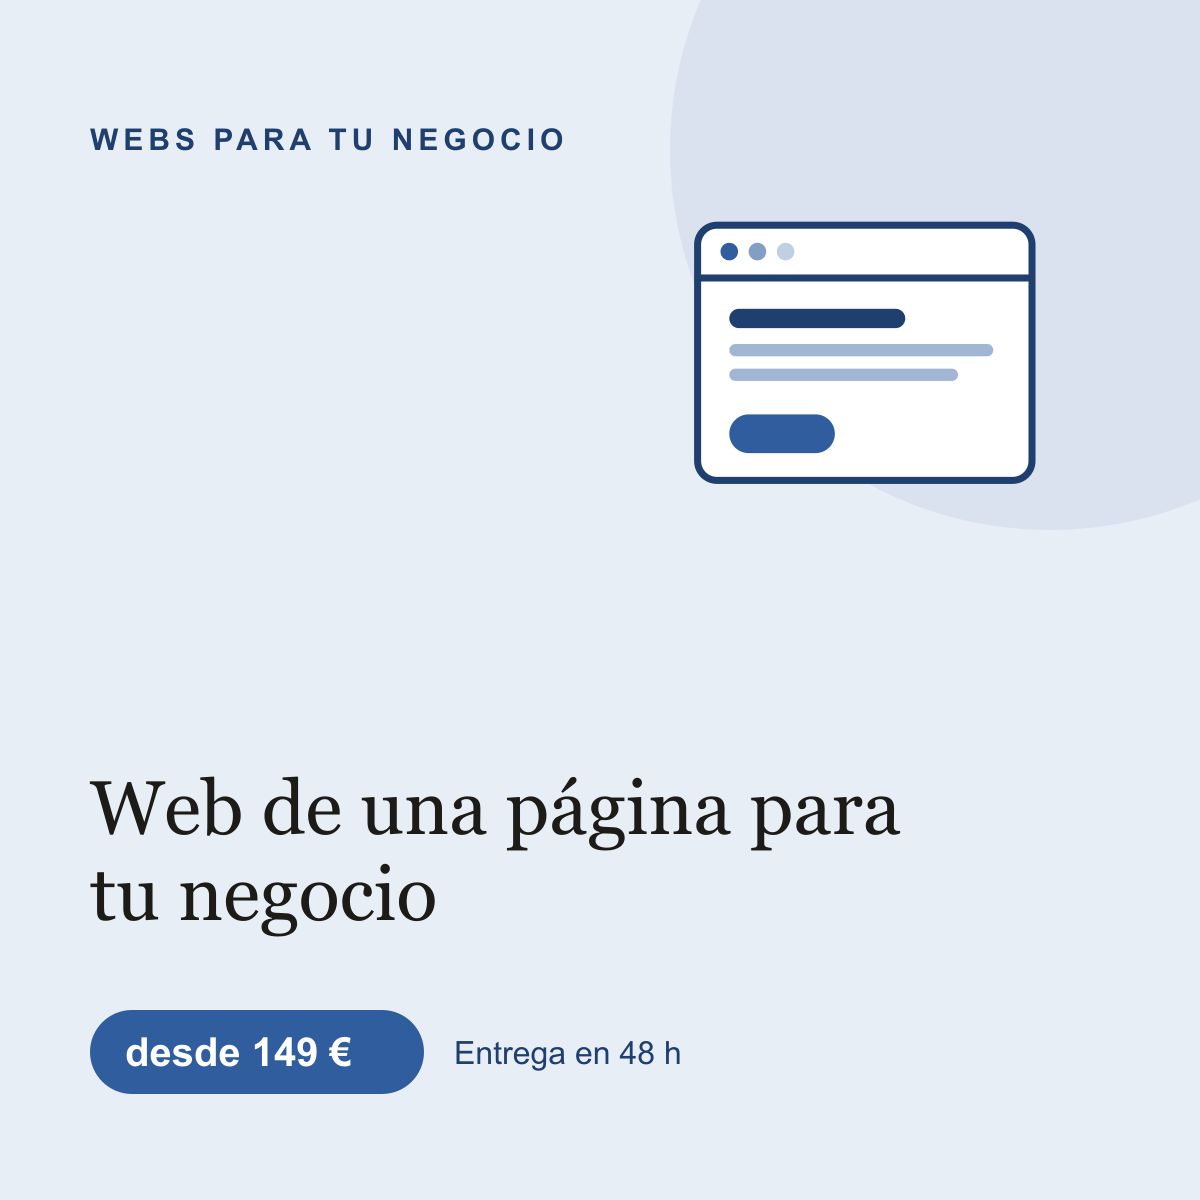 WEBS PARA TU NEGOCIO
Web de una página para
tu negocio
desde 149 €
Entrega en 48 h